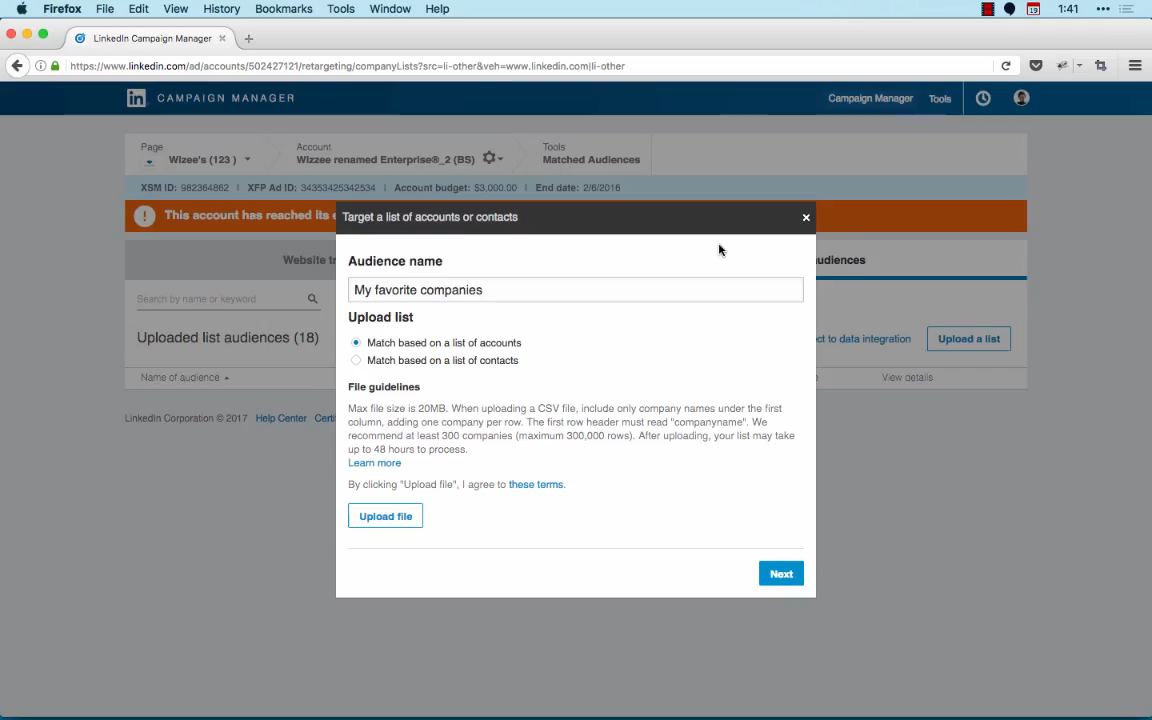 Firefox File Edit View History Bookmarks Tools Window Help 19 1:41
LinkedIn Campaign Manager
https://www.linkedin.com/ad/accounts/502427121/retargeting/companyLists?src=li-other&veh=www.linkedin.com|li-other
in CAMPAIGN MANAGER Campaign Manager Tools
Page Account Tools
Wizee's (123 ) Wizzee renamed Enterprise®_2 (BS) Matched Audiences
XSM ID: 982364862 | XFP Ad ID: 34353425342534 | Account budget: $3,000.00 | End date: 2/6/2016
! This account has reached its e
Target a list of accounts or contacts
Website tr
udiences
Audience name
My favorite companies
Search by name or keyword
Upload list
Uploaded list audiences (18)
ct to data integration Upload a list
Match based on a list of accounts
Match based on a list of contacts
Name of audience
View details
File guidelines
Max file size is 20MB. When uploading a CSV file, include only company names under the first
column, adding one company per row. The first row header must read "companyname". We
recommend at least 300 companies (maximum 300,000 rows). After uploading, your list may take
up to 48 hours to process.
Learn more
LinkedIn Corporation © 2017 Help Center Certi
By clicking "Upload file", I agree to these terms.
Upload file
Next